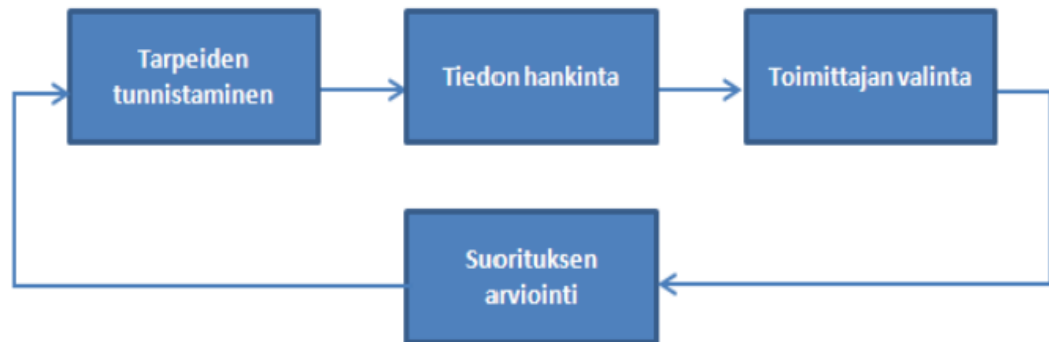 Tarpeiden
tunnistaminen
Tiedon hankinta
Toimittajan valinta
Suorituksen
arviointi